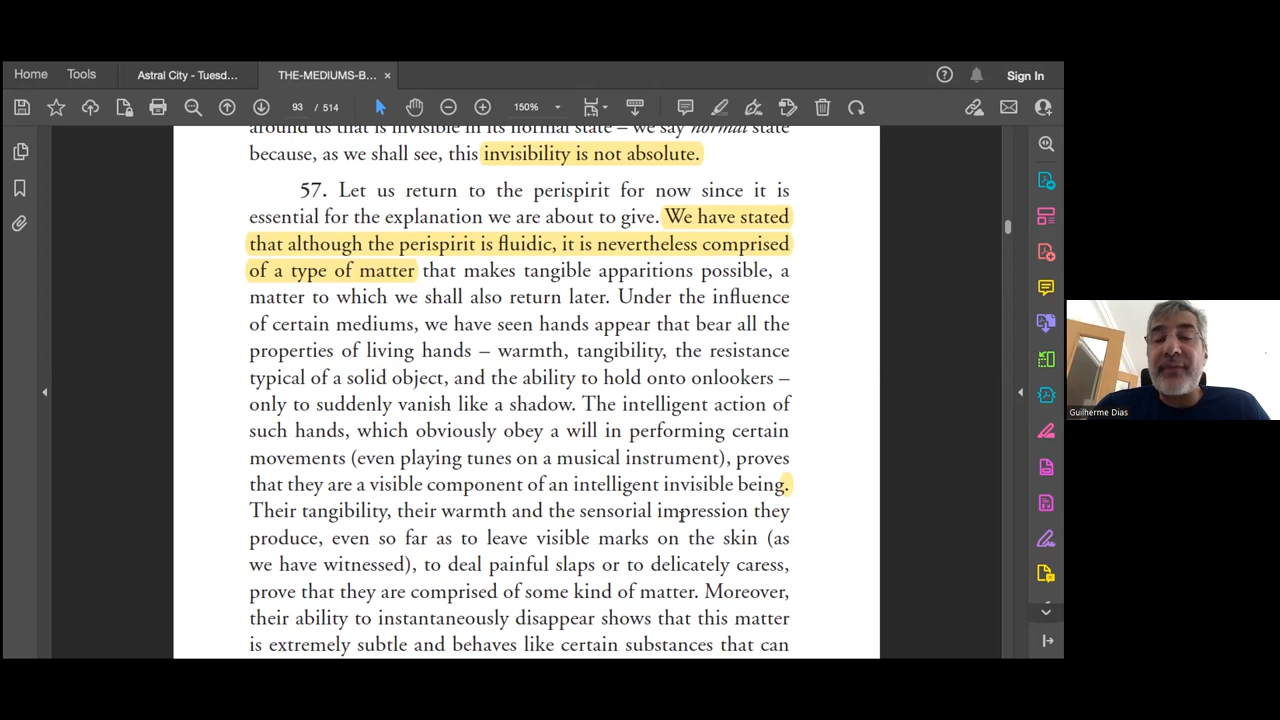 Home Tools Astral City - Tuesd... THE-MEDIUMS-B... × Sign In
93 / 514 150%
around us that is invisible in its normal state – we say normal state
because, as we shall see, this invisibility is not absolute.
57. Let us return to the perispirit for now since it is
essential for the explanation we are about to give. We have stated
that although the perispirit is fluidic, it is nevertheless comprised
of a type of matter that makes tangible apparitions possible, a
matter to which we shall also return later. Under the influence
of certain mediums, we have seen hands appear that bear all the
properties of living hands – warmth, tangibility, the resistance
typical of a solid object, and the ability to hold onto onlookers –
only to suddenly vanish like a shadow. The intelligent action of
such hands, which obviously obey a will in performing certain
movements (even playing tunes on a musical instrument), proves
that they are a visible component of an intelligent invisible being.
Their tangibility, their warmth and the sensorial impression they
produce, even so far as to leave visible marks on the skin (as
we have witnessed), to deal painful slaps or to delicately caress,
prove that they are comprised of some kind of matter. Moreover,
their ability to instantaneously disappear shows that this matter
is extremely subtle and behaves like certain substances that can
Guilherme Dias